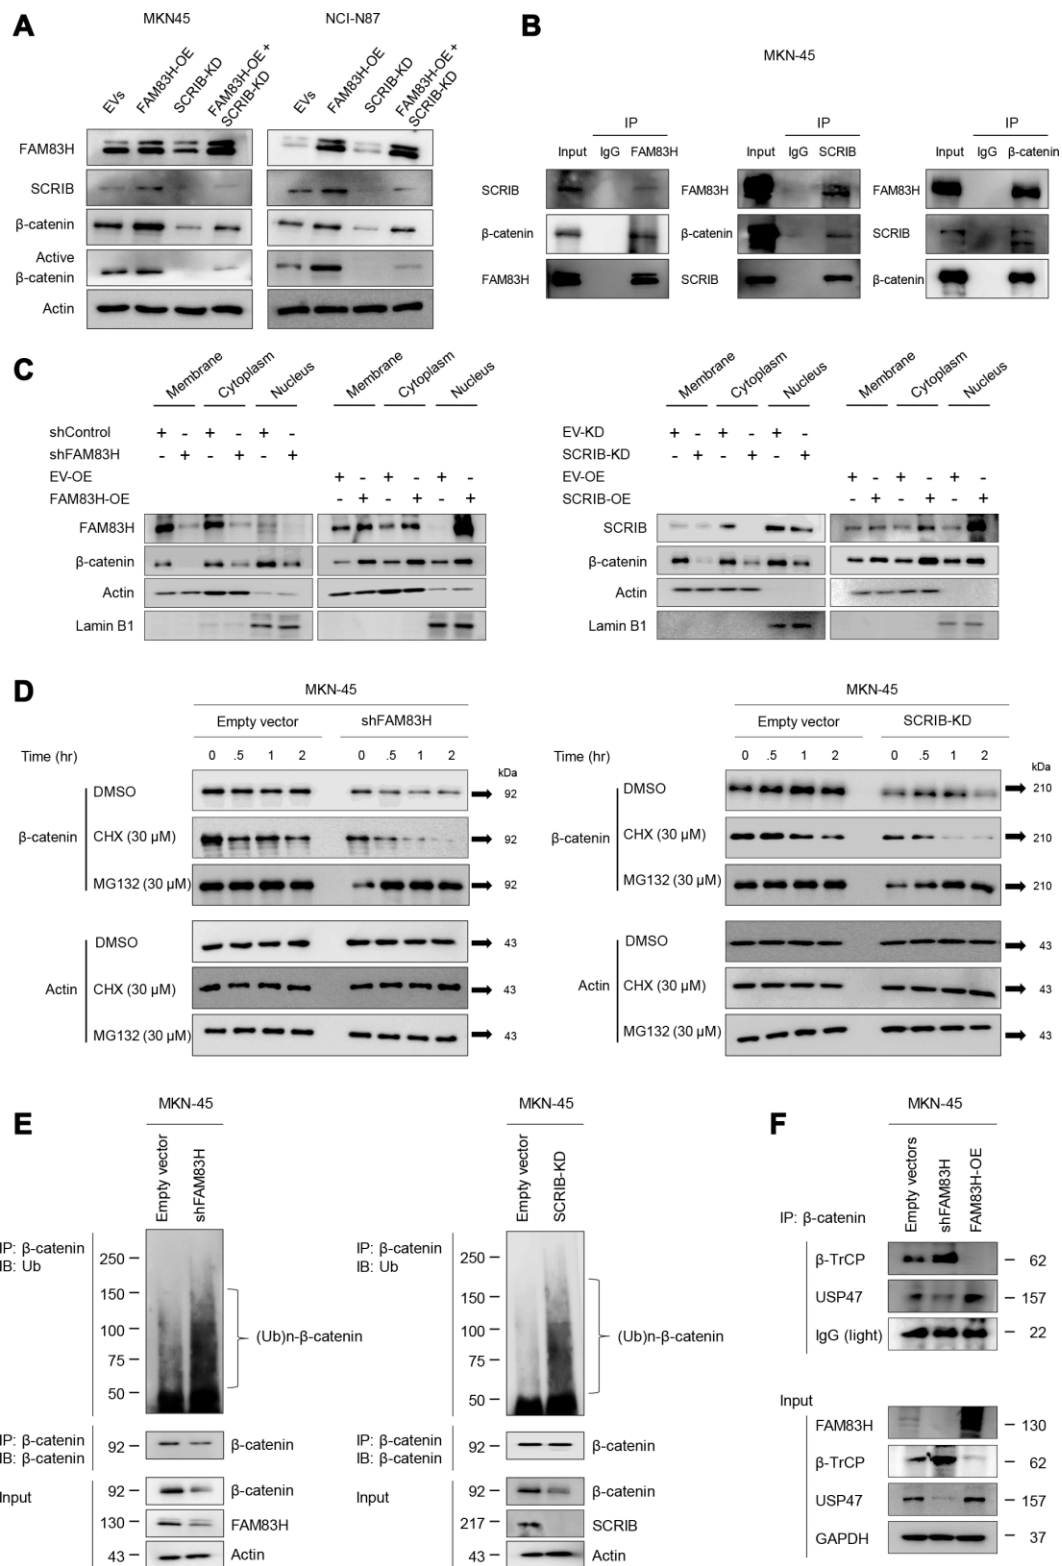 A
MKN45
NCI-N87
EVs
FAM83H-OE
SCRIB-KD
FAM83H-OE +
SCRIB-KD
EVs
FAM83H-OE
SCRIB-KD
FAM83H-OE +
SCRIB-KD
FAM83H
SCRIB
β-catenin
Active
β-catenin
Actin
B
MKN-45
IP
IP
IP
Input IgG FAM83H
Input IgG SCRIB
Input IgG β-catenin
SCRIB
β-catenin
FAM83H
FAM83H
β-catenin
SCRIB
FAM83H
SCRIB
β-catenin
C
Membrane Cytoplasm Nucleus
Membrane Cytoplasm Nucleus
shControl + - + - + -
shFAM83H - + - + - +
EV-OE + - + - + -
FAM83H-OE - + - + - +
FAM83H
β-catenin
Actin
Lamin B1
Membrane Cytoplasm Nucleus
Membrane Cytoplasm Nucleus
EV-KD + - + - + -
SCRIB-KD - + - + - +
EV-OE + - + - + -
SCRIB-OE - + - + - +
SCRIB
β-catenin
Actin
Lamin B1
D
MKN-45
Empty vector shFAM83H
Time (hr) 0 .5 1 2 0 .5 1 2
kDa
β-catenin
DMSO 92
CHX (30 µM) 92
MG132 (30 µM) 92
Actin
DMSO 43
CHX (30 µM) 43
MG132 (30 µM) 43
MKN-45
Empty vector SCRIB-KD
Time (hr) 0 .5 1 2 0 .5 1 2
kDa
β-catenin
DMSO 210
CHX (30 µM) 210
MG132 (30 µM) 210
Actin
DMSO 43
CHX (30 µM) 43
MG132 (30 µM) 43
E
MKN-45
Empty vector
shFAM83H
IP: β-catenin
IB: Ub
250
150
100
75
50
(Ub)n-β-catenin
IP: β-catenin
IB: β-catenin
92 β-catenin
Input
92 β-catenin
130 FAM83H
43 Actin
MKN-45
Empty vector
SCRIB-KD
IP: β-catenin
IB: Ub
250
150
100
75
50
(Ub)n-β-catenin
IP: β-catenin
IB: β-catenin
92 β-catenin
Input
92 β-catenin
217 SCRIB
43 Actin
F
MKN-45
Empty vectors
shFAM83H
FAM83H-OE
IP: β-catenin
β-TrCP 62
USP47 157
IgG (light) 22
Input
FAM83H 130
β-TrCP 62
USP47 157
GAPDH 37